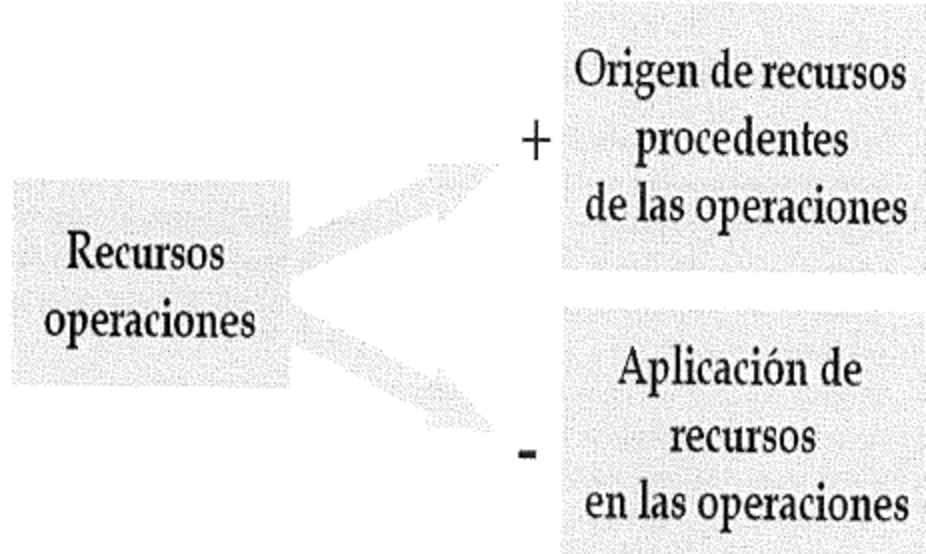 Recursos
operaciones
+
Origen de recursos
procedentes
de las operaciones
-
Aplicación de
recursos
en las operaciones